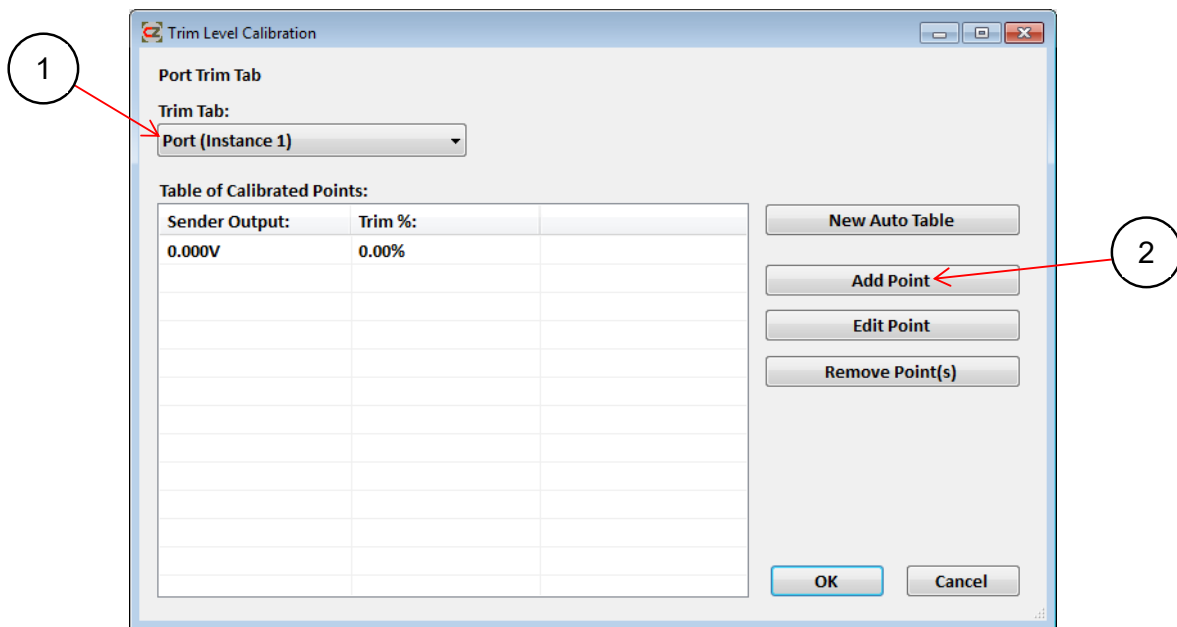 Trim Level Calibration
1
Port Trim Tab
Trim Tab:
Port (Instance 1)
Table of Calibrated Points:
Sender Output: Trim %:
New Auto Table
0.000V 0.00%
2
Add Point
Edit Point
Remove Point(s)
OK Cancel